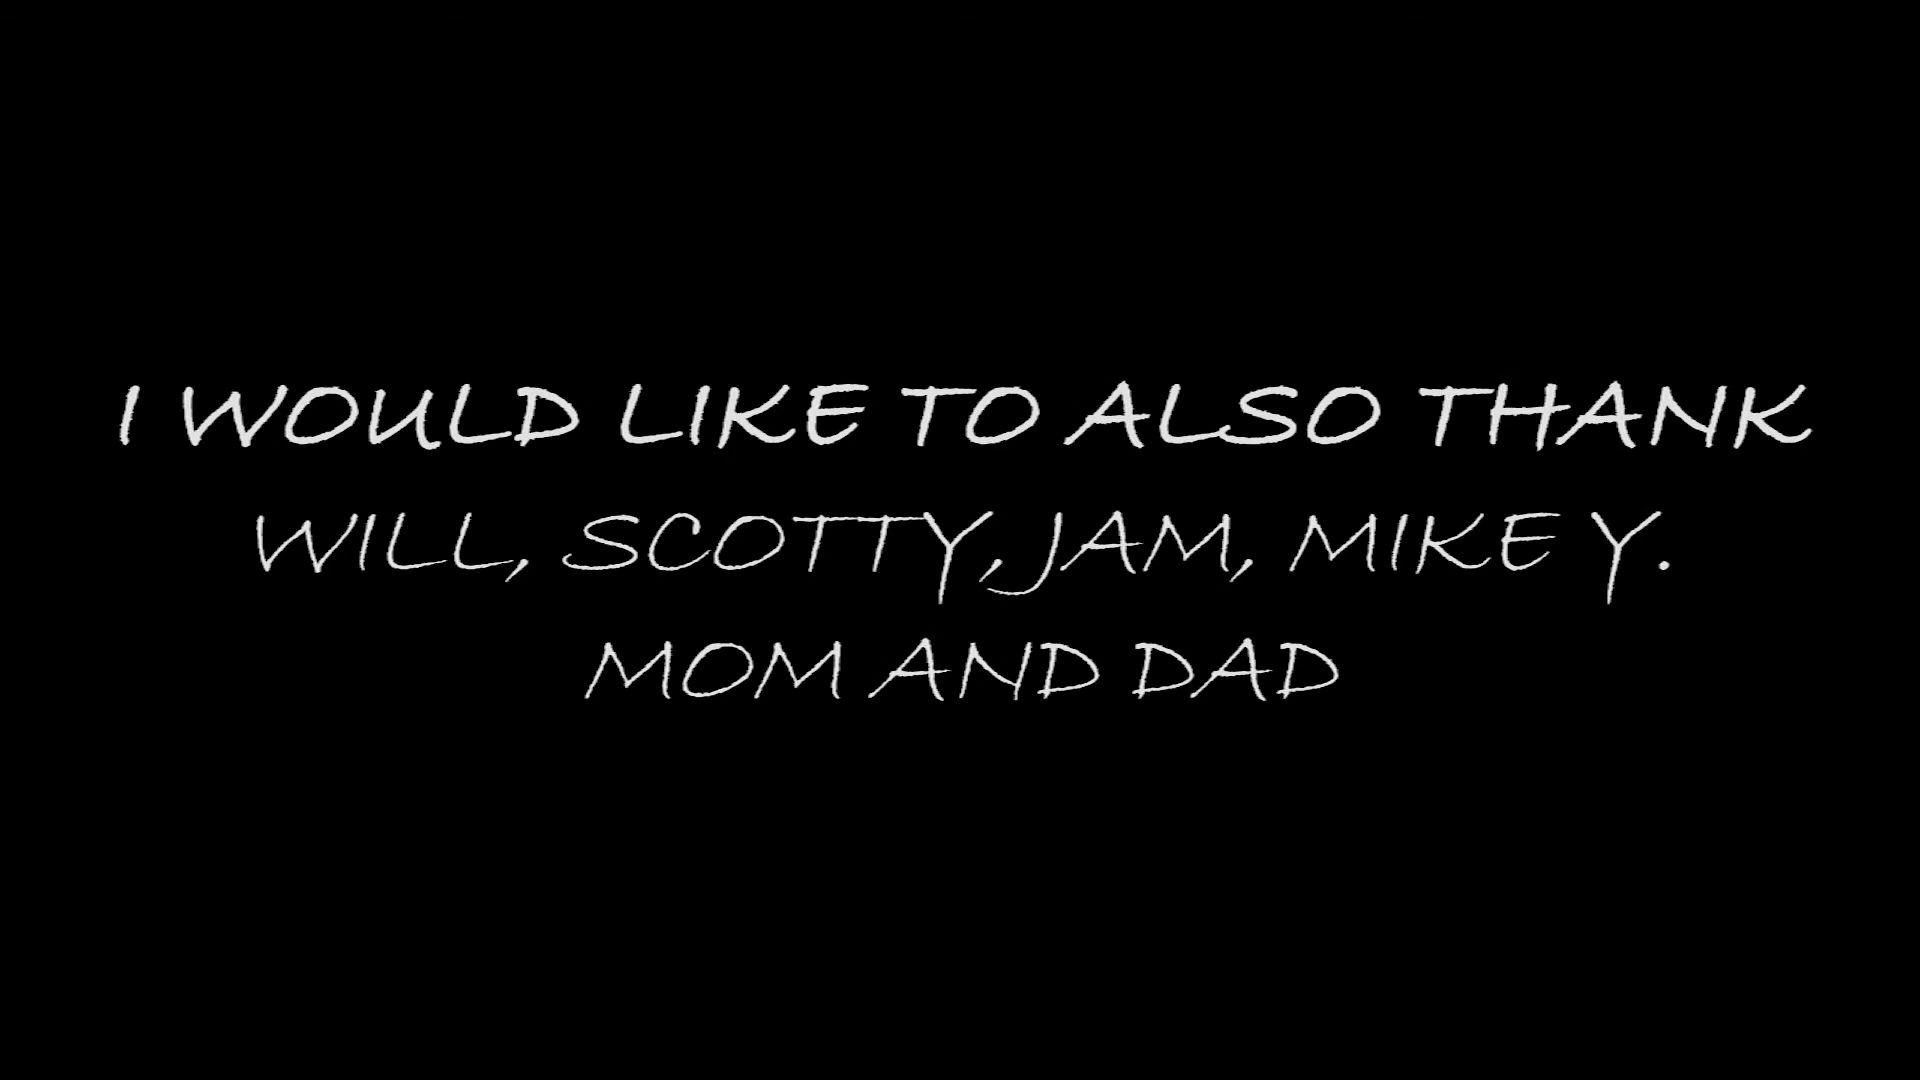 I WOULD LIKE TO ALSO THANK
WILL, SCOTTY, JAM, MIKE Y.
MOM AND DAD